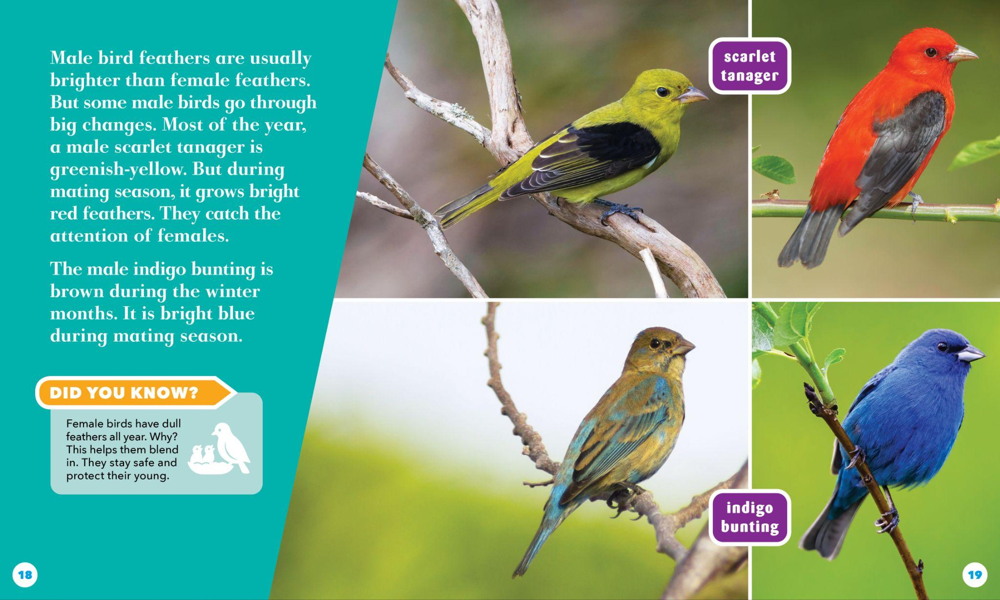 Male bird feathers are usually
brighter than female feathers.
But some male birds go through
big changes. Most of the year,
a male scarlet tanager is
greenish-yellow. But during
mating season, it grows bright
red feathers. They catch the
attention of females.
The male indigo bunting is
brown during the winter
months. It is bright blue
during mating season.
DID YOU KNOW?
Female birds have dull
feathers all year. Why?
This helps them blend
in. They stay safe and
protect their young.
18
scarlet
tanager
indigo
bunting
19